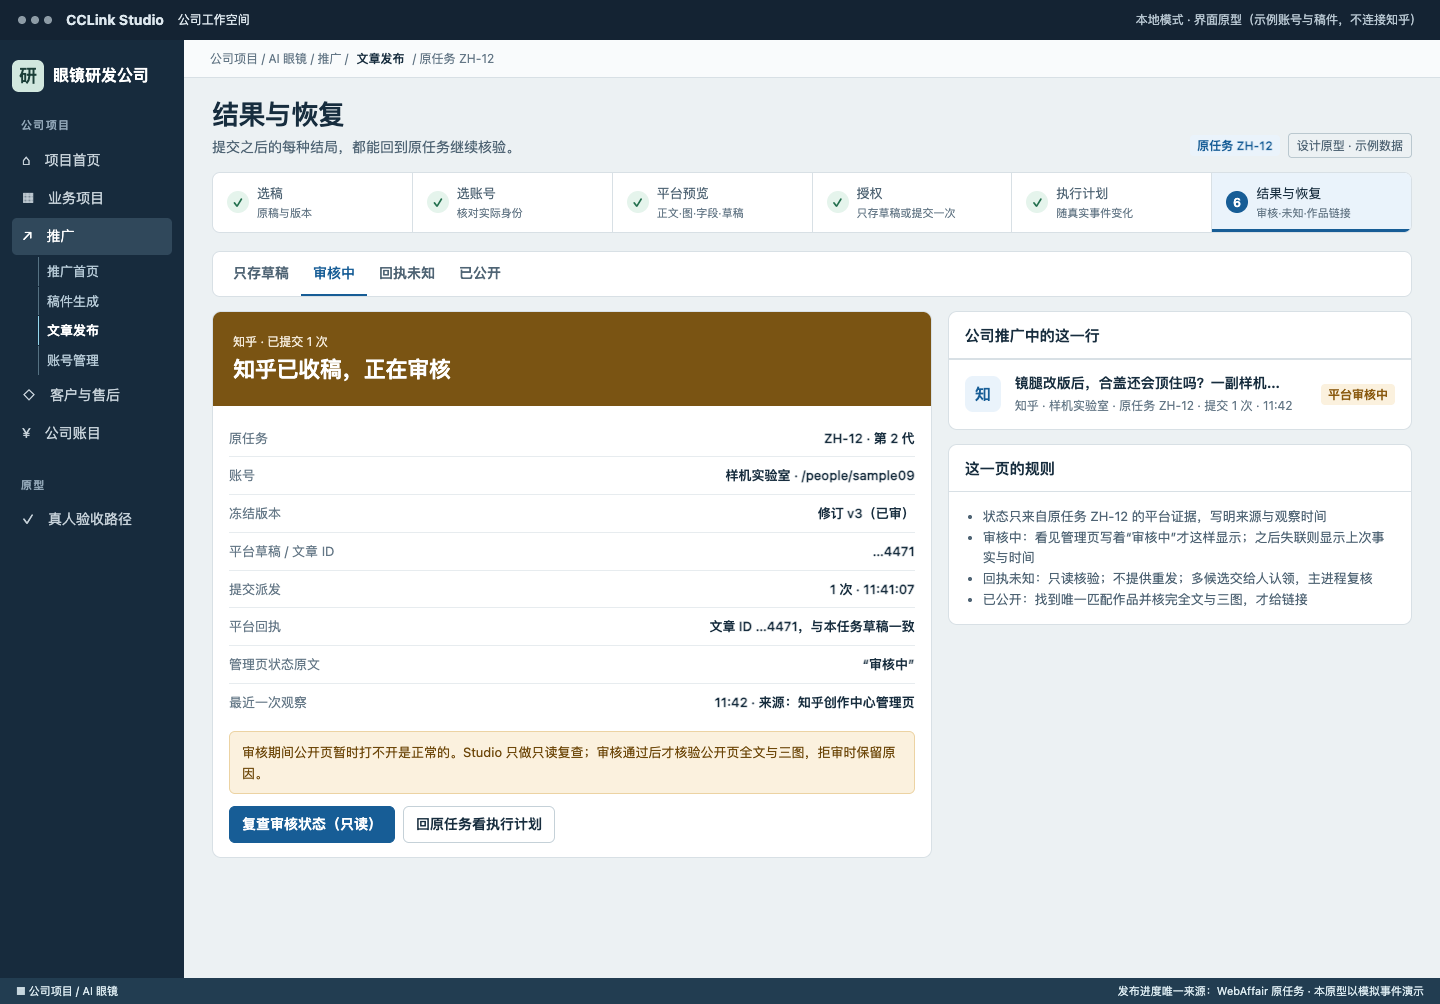 CCLink Studio 公司工作空间
本地模式 · 界面原型（示例账号与稿件，不连接知乎）
研 眼镜研发公司
公司项目
项目首页
业务项目
推广
推广首页
稿件生成
文章发布
账号管理
客户与售后
¥ 公司账目
原型
真人验收路径
公司项目 / AI 眼镜 / 推广 / 文章发布 / 原任务 ZH-12
结果与恢复
提交之后的每种结局，都能回到原任务继续核验。
原任务 ZH-12
设计原型 · 示例数据
选稿
原稿与版本
选账号
核对实际身份
平台预览
正文·图·字段·草稿
授权
只存草稿或提交一次
执行计划
随真实事件变化
6 结果与恢复
审核·未知·作品链接
只存草稿 审核中 回执未知 已公开
知乎 · 已提交 1 次
知乎已收稿，正在审核
原任务 ZH-12 · 第 2 代
账号 样机实验室 · /people/sample09
冻结版本 修订 v3（已审）
平台草稿 / 文章 ID …4471
提交派发 1 次 · 11:41:07
平台回执 文章 ID …4471，与本任务草稿一致
管理页状态原文 “审核中”
最近一次观察 11:42 · 来源：知乎创作中心管理页
审核期间公开页暂时打不开是正常的。Studio 只做只读复查；审核通过后才核验公开页全文与三图，拒审时保留原
因。
复查审核状态（只读） 回原任务看执行计划
公司推广中的这一行
知
镜腿改版后，合盖还会顶住吗？一副样机…
知乎 · 样机实验室 · 原任务 ZH-12 · 提交 1 次 · 11:42
平台审核中
这一页的规则
• 状态只来自原任务 ZH-12 的平台证据，写明来源与观察时间
• 审核中：看见管理页写着“审核中”才这样显示；之后失联则显示上次事
实与时间
• 回执未知：只读核验；不提供重发；多候选交给人认领，主进程复核
• 已公开：找到唯一匹配作品并核完全文与三图，才给链接
公司项目 / AI 眼镜
发布进度唯一来源：WebAffair 原任务 · 本原型以模拟事件演示